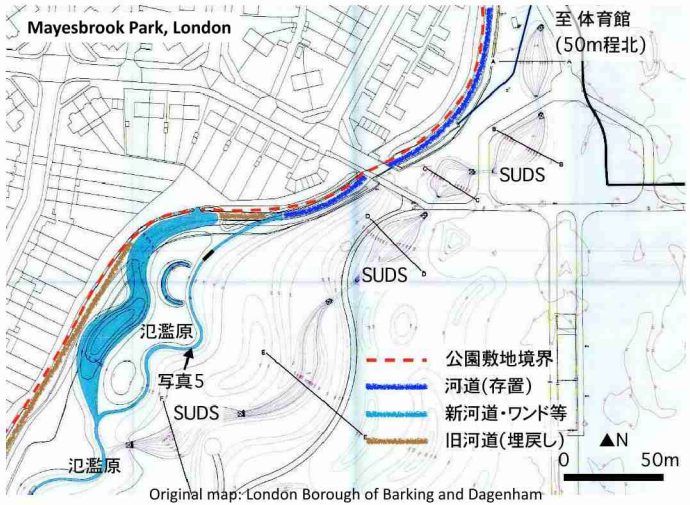 Mayesbrook Park, London
至 体育館
(50m程北)
SUDS
SUDS
氾濫原
写真5
SUDS
氾濫原
公園敷地境界
河道(存置)
新河道・ワンド等
旧河道(埋戻し)
▲N
0 50m
Original map: London Borough of Barking and Dagenham